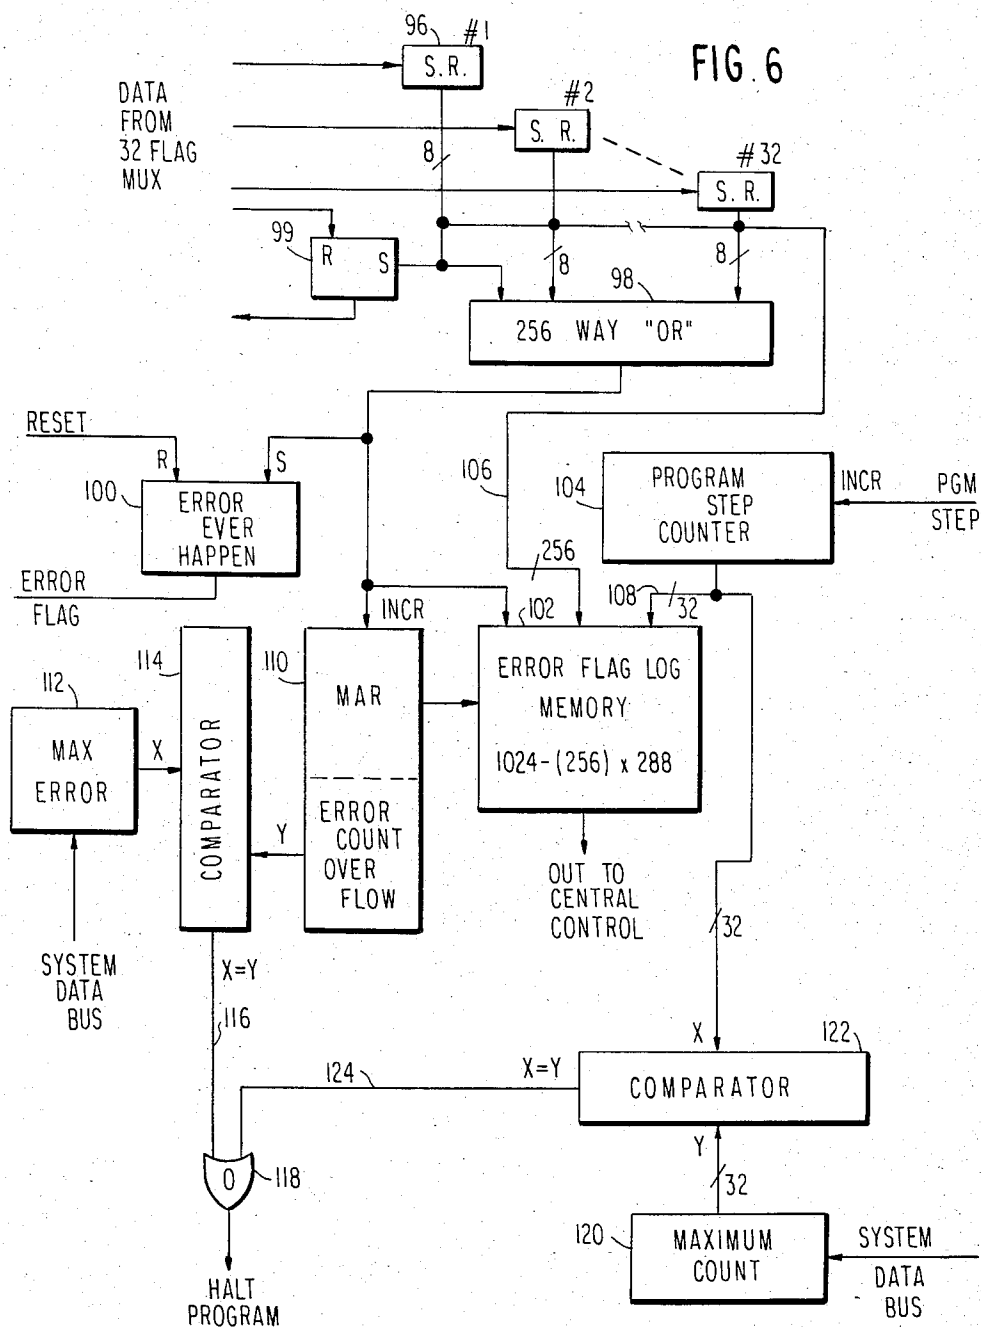 FIG. 6
96
#1
S.R.
#2
S. R.
#32
S. R.
DATA
FROM
32 FLAG
MUX
8
99
R
S
8
8
98
256 WAY "OR"
RESET
R
S
100
ERROR
EVER
HAPPEN
ERROR
FLAG
106
104
PROGRAM
STEP
COUNTER
INCR
PGM
STEP
256
108
32
102
INCR
114
110
MAR
ERROR
COUNT
OVER
FLOW
ERROR FLAG LOG
MEMORY
1024-(256) x 288
112
MAX
ERROR
X
COMPARATOR
Y
OUT TO
CENTRAL
CONTROL
32
SYSTEM
DATA
BUS
X=Y
116
X
122
124
X=Y
COMPARATOR
Y
32
O
118
120
MAXIMUM
COUNT
SYSTEM
DATA
BUS
HALT
PROGRAM